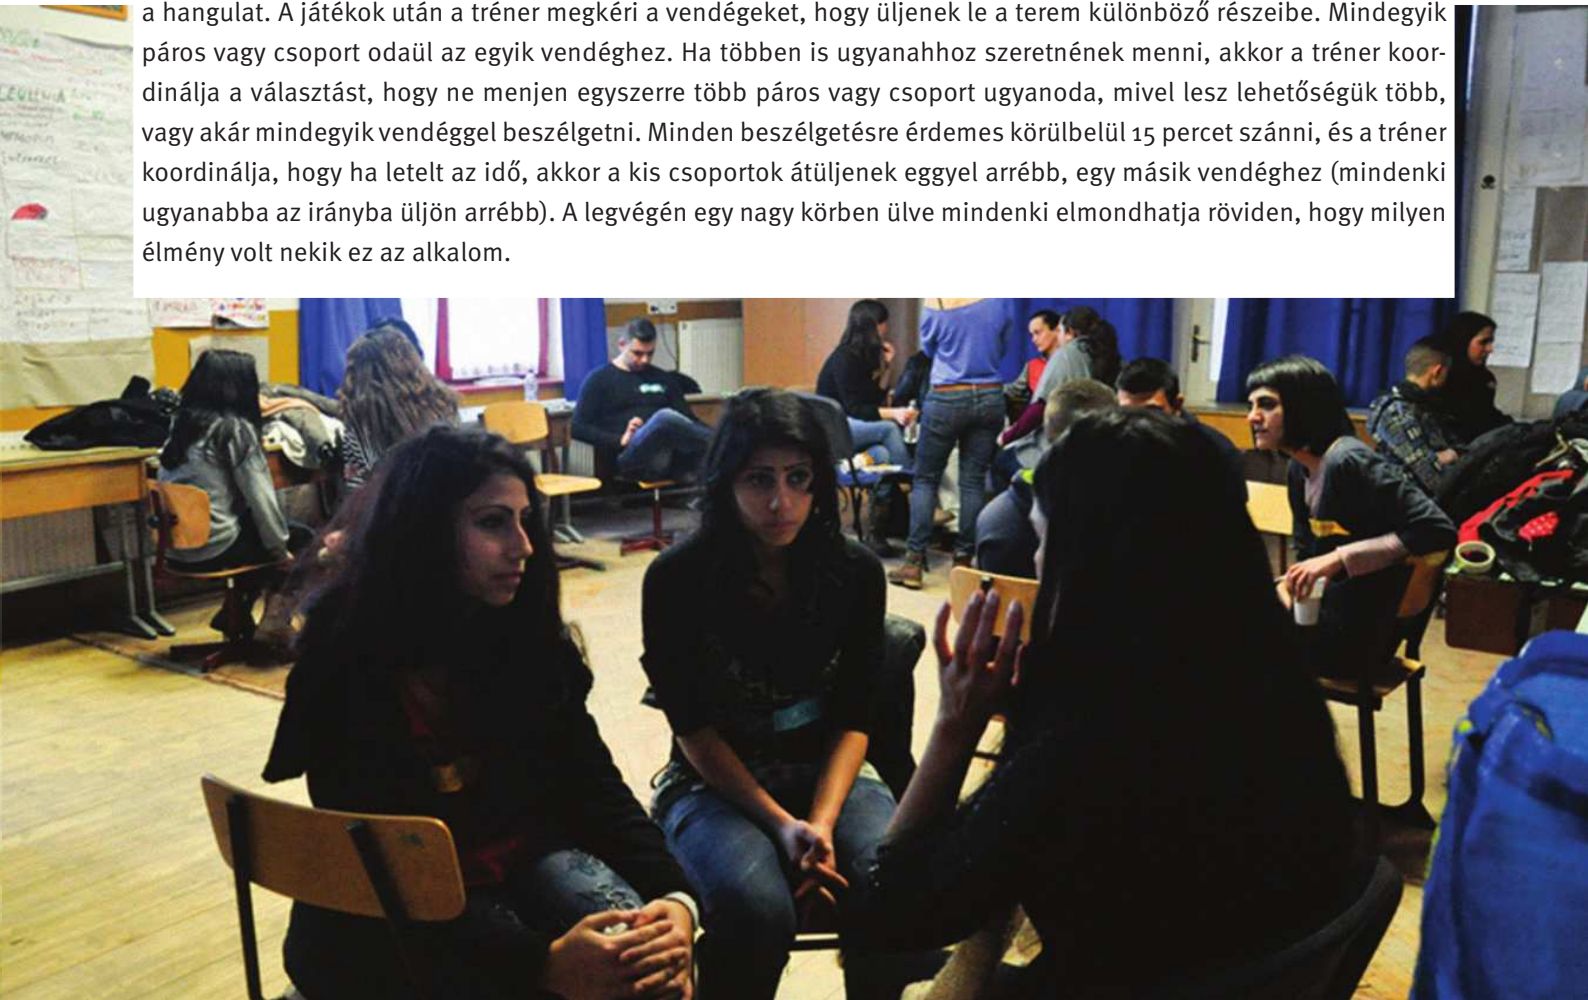 a hangulat. A játékok után a tréner megkéri a vendégeket, hogy üljenek le a terem különböző részeibe. Mindegyik
páros vagy csoport odaül az egyik vendéghez. Ha többen is ugyanahhoz szeretnének menni, akkor a tréner koor-
dinálja a választást, hogy ne menjen egyszerre több páros vagy csoport ugyanoda, mivel lesz lehetőségük több,
vagy akár mindegyik vendéggel beszélgetni. Minden beszélgetésre érdemes körülbelül 15 percet szánni, és a tréner
koordinálja, hogy ha letelt az idő, akkor a kis csoportok átüljenek eggyel arrébb, egy másik vendéghez (mindenki
ugyanabba az irányba üljön arrébb). A legvégén egy nagy körben ülve mindenki elmondhatja röviden, hogy milyen
élmény volt nekik ez az alkalom.